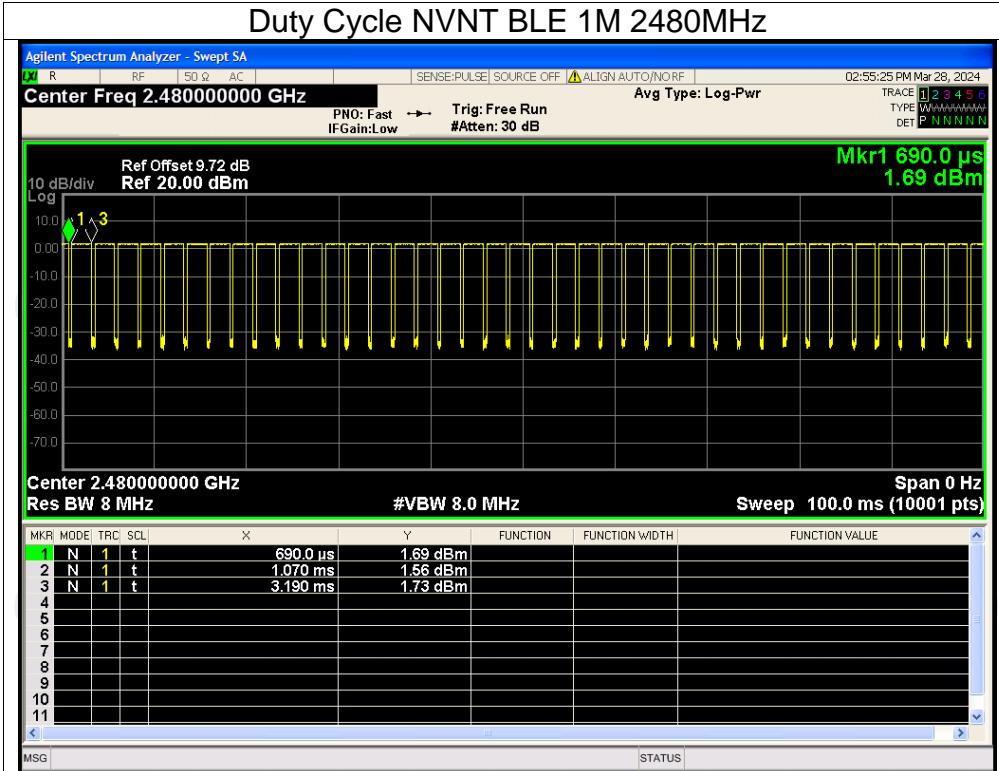 Duty Cycle NVNT BLE 1M 2480MHz
Agilent Spectrum Analyzer - Swept SA
LXI R RF 50 Ω AC SENSE:PULSE SOURCE OFF ALIGN AUTO/NO RF 02:55:25 PM Mar 28, 2024
Center Freq 2.480000000 GHz Avg Type: Log-Pwr TRACE 1 2 3 4 5 6
PNO: Fast Trig: Free Run TYPE
IFGain:Low #Atten: 30 dB DET P N N N N N
Mkr1 690.0 µs
1.69 dBm
Ref Offset 9.72 dB
10 dB/div Ref 20.00 dBm
Log
10.0
1 3
0.00
-10.0
-20.0
-30.0
-40.0
-50.0
-60.0
-70.0
Center 2.480000000 GHz Span 0 Hz
Res BW 8 MHz #VBW 8.0 MHz Sweep 100.0 ms (10001 pts)
MKR MODE TRC SCL X Y FUNCTION FUNCTION WIDTH FUNCTION VALUE
1 N 1 t 690.0 µs 1.69 dBm
2 N 1 t 1.070 ms 1.56 dBm
3 N 1 t 3.190 ms 1.73 dBm
4
5
6
7
8
9
10
11
MSG STATUS